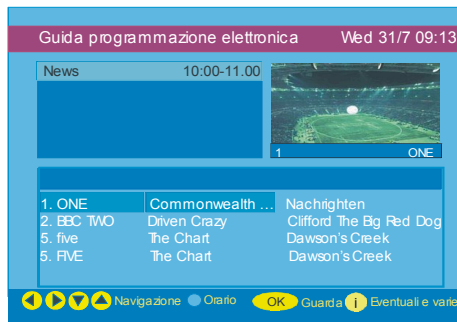 Guida programmazione elettronica Wed 31/7 09:13
News 10:00-11.00
1 ONE
1. ONE Commonwealth ... Nachrighten
2. BBC TWO Driven Crazy Clifford The Big Red Dog
5. five The Chart Dawson's Creek
5. FIVE The Chart Dawson's Creek
Navigazione Orario OK Guarda i Eventuali e varie